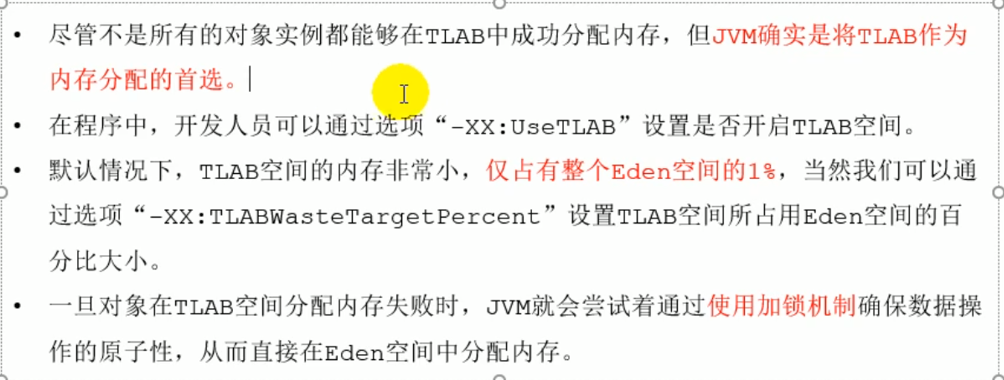 • 尽管不是所有的对象实例都能够在TLAB中成功分配内存，但JVM确实是将TLAB作为
内存分配的首选。
• 在程序中，开发人员可以通过选项“-XX:UseTLAB”设置是否开启TLAB空间。
• 默认情况下，TLAB空间的内存非常小，仅占有整个Eden空间的1%，当然我们可以通
过选项“-XX:TLABWasteTargetPercent”设置TLAB空间所占用Eden空间的百
分比大小。
• 一旦对象在TLAB空间分配内存失败时，JVM就会尝试着通过使用加锁机制确保数据操
作的原子性，从而直接在Eden空间中分配内存。